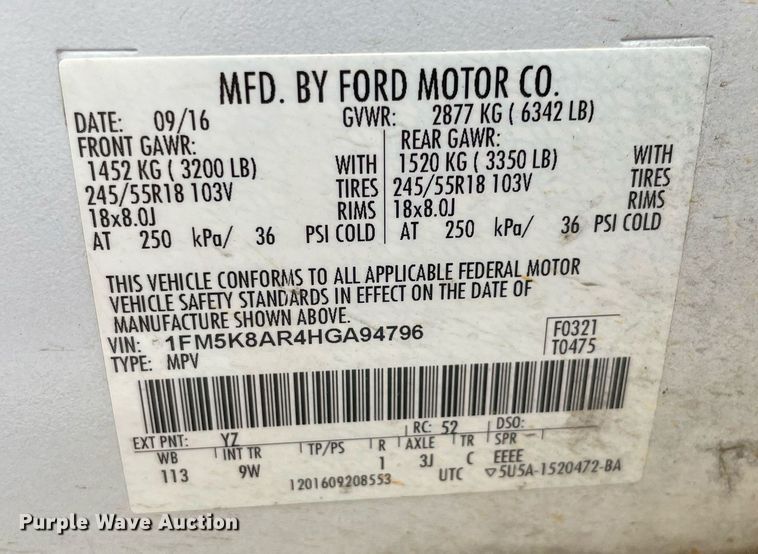 MFD. BY FORD MOTOR CO.
DATE: 09/16 GVWR: 2877 KG ( 6342 LB)
FRONT GAWR: REAR GAWR:
1452 KG ( 3200 LB) WITH 1520 KG ( 3350 LB) WITH
245/55R18 103V TIRES 245/55R18 103V TIRES
18x8.0J RIMS 18x8.0J RIMS
AT 250 kPa/ 36 PSI COLD AT 250 kPa/ 36 PSI COLD
THIS VEHICLE CONFORMS TO ALL APPLICABLE FEDERAL MOTOR
VEHICLE SAFETY STANDARDS IN EFFECT ON THE DATE OF
MANUFACTURE SHOWN ABOVE.
VIN: 1FM5K8AR4HGA94796 F0321
TYPE: MPV T0475
EXT PNT: YZ RC: 52 DSO:
WB INT TR TP/PS R AXLE TR SPR
113 9W 1 3J C EEEE
1201609208553 UTC ▽5U5A-1520472-BA
Purple Wave Auction